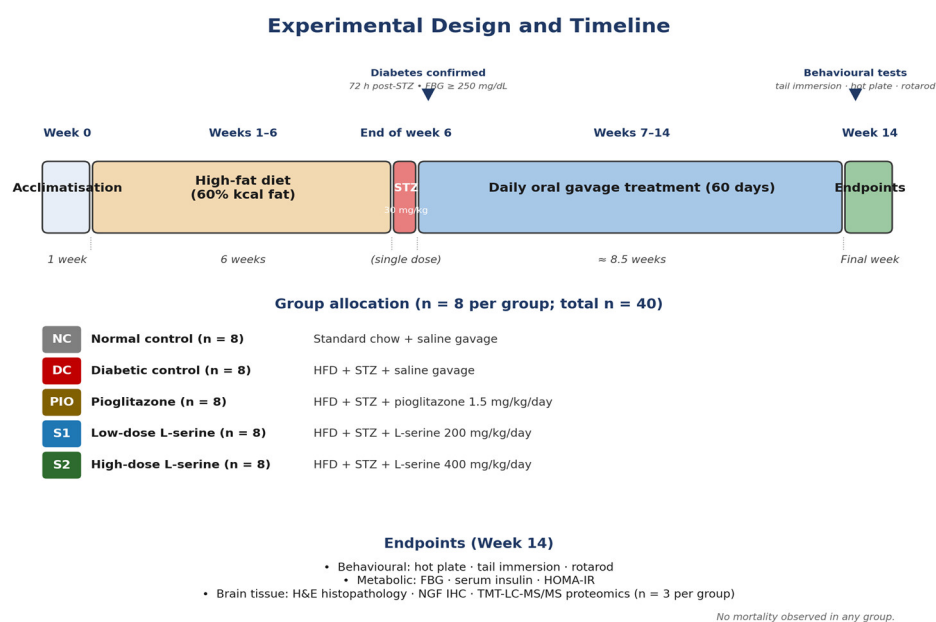 Experimental Design and Timeline
Diabetes confirmed
72 h post-STZ • FBG ≥ 250 mg/dL
Behavioural tests
tail immersion · hot plate · rotarod
Week 0
Weeks 1–6
End of week 6
Weeks 7–14
Week 14
Acclimatisation
High-fat diet
(60% kcal fat)
STZ
30 mg/kg
Daily oral gavage treatment (60 days)
Endpoints
1 week
6 weeks
(single dose)
≈ 8.5 weeks
Final week
Group allocation (n = 8 per group; total n = 40)
NC Normal control (n = 8) Standard chow + saline gavage
DC Diabetic control (n = 8) HFD + STZ + saline gavage
PIO Pioglitazone (n = 8) HFD + STZ + pioglitazone 1.5 mg/kg/day
S1 Low-dose L-serine (n = 8) HFD + STZ + L-serine 200 mg/kg/day
S2 High-dose L-serine (n = 8) HFD + STZ + L-serine 400 mg/kg/day
Endpoints (Week 14)
• Behavioural: hot plate · tail immersion · rotarod
• Metabolic: FBG · serum insulin · HOMA-IR
• Brain tissue: H&E histopathology · NGF IHC · TMT-LC-MS/MS proteomics (n = 3 per group)
No mortality observed in any group.